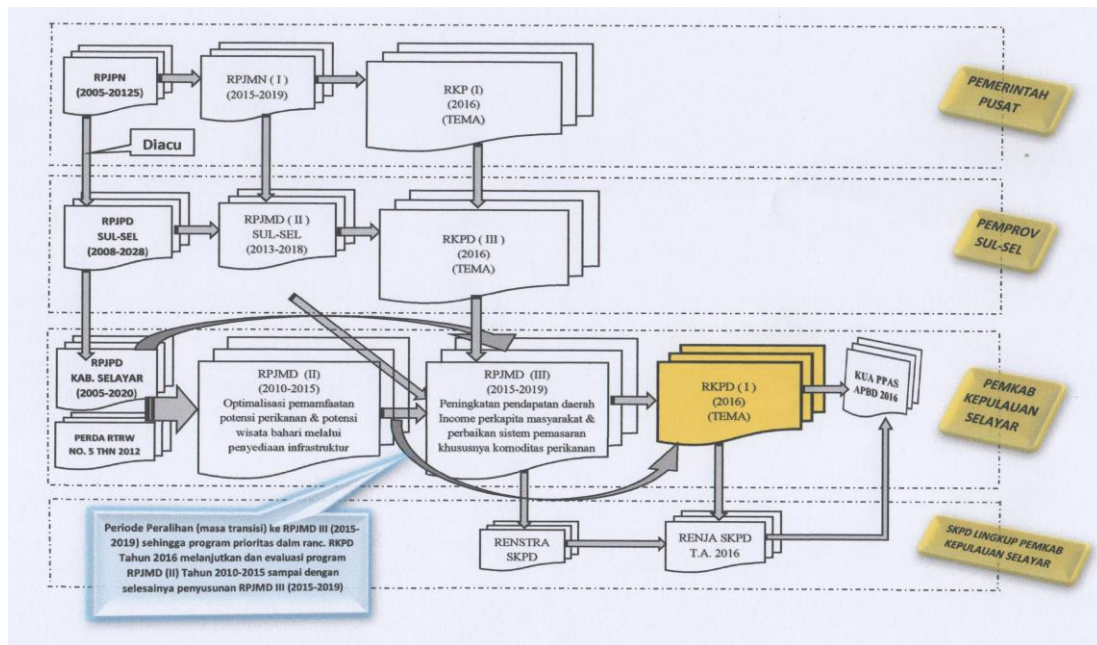 RPJPN
(2005-20125)
RPJMN ( I )
(2015-2019)
RKP (I)
(2016)
(TEMA)
PEMERINTAH
PUSAT
Diacu
RPJPD
SUL-SEL
(2008-2028)
RPJMD ( II )
SUL-SEL
(2013-2018)
RKPD ( III )
(2016)
(TEMA)
PEMPROV
SUL-SEL
RPJPD
KAB. SELAYAR
(2005-2020)
PERDA RTRW
NO. 5 THN 2012
RPJMD (II)
(2010-2015)
Optimalisasi pemamfaatan
potensi perikanan & potensi
wisata bahari melalui
penyediaan infrastruktur
RPJMD (III)
(2015-2019)
Peningkatan pendapatan daerah
Income perkapita masyarakat &
perbaikan sistem pemasaran
khususnya komoditas perikanan
RKPD ( I )
(2016)
(TEMA)
KUA PPAS
APBD 2016
PEMKAB
KEPULAUAN
SELAYAR
Periode Peralihan (masa transisi) ke RPJMD III (2015-
2019) sehingga program prioritas dalm ranc. RKPD
Tahun 2016 melanjutkan dan evaluasi program
RPJMD (II) Tahun 2010-2015 sampai dengan
selesainya penyusunan RPJMD III (2015-2019)
RENSTRA
SKPD
RENJA SKPD
T.A. 2016
SKPD LINGKUP PEMKAB
KEPULAUAN SELAYAR